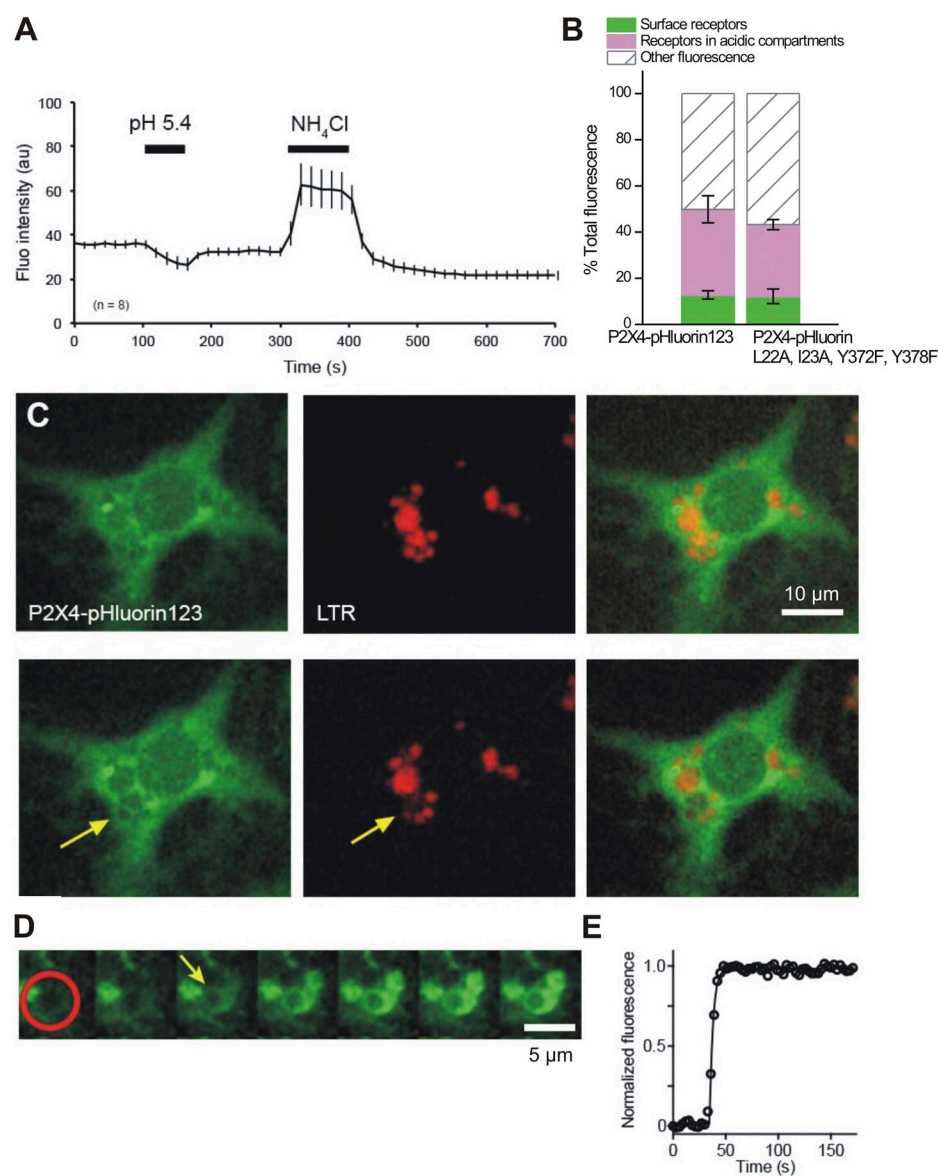 A
Fluo intensity (au)
100
80
60
40
20
0
pH 5.4
NH4Cl
(n = 8)
0 100 200 300 400 500 600 700
Time (s)
B
Surface receptors
Receptors in acidic compartments
Other fluorescence
% Total fluorescence
100
80
60
40
20
0
P2X4-pHluorin123
P2X4-pHluorin
L22A, I23A, Y372F, Y378F
C
P2X4-pHluorin123
LTR
10 µm
D
5 µm
E
Normalized fluorescence
1.0
0.5
0
0 50 100 150
Time (s)